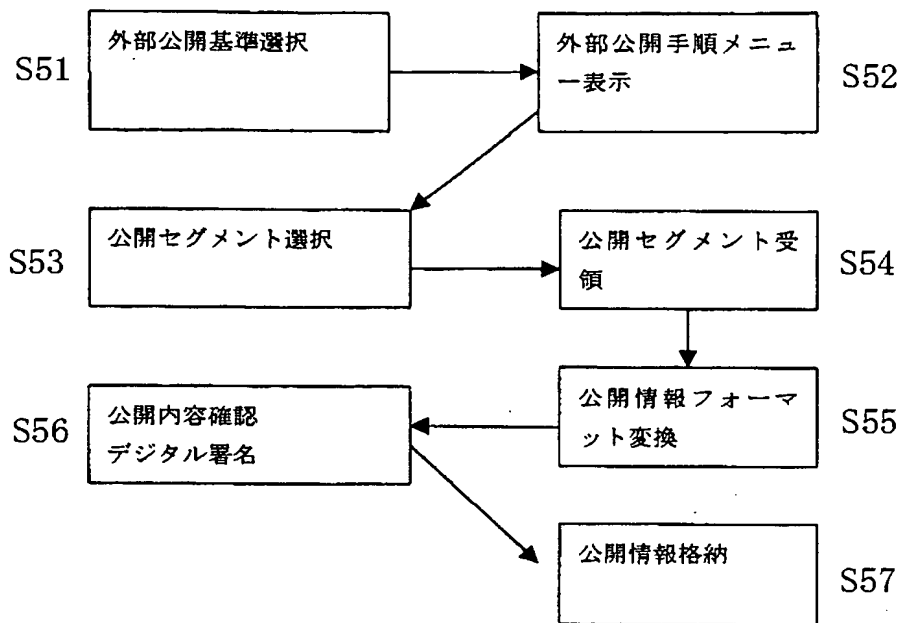 S51
外部公開基準選択
外部公開手順メニュ
ー表示
S52
S53
公開セグメント選択
公開セグメント受
領
S54
公開情報フォーマ
ット変換
S55
S56
公開内容確認
デジタル署名
公開情報格納
S57